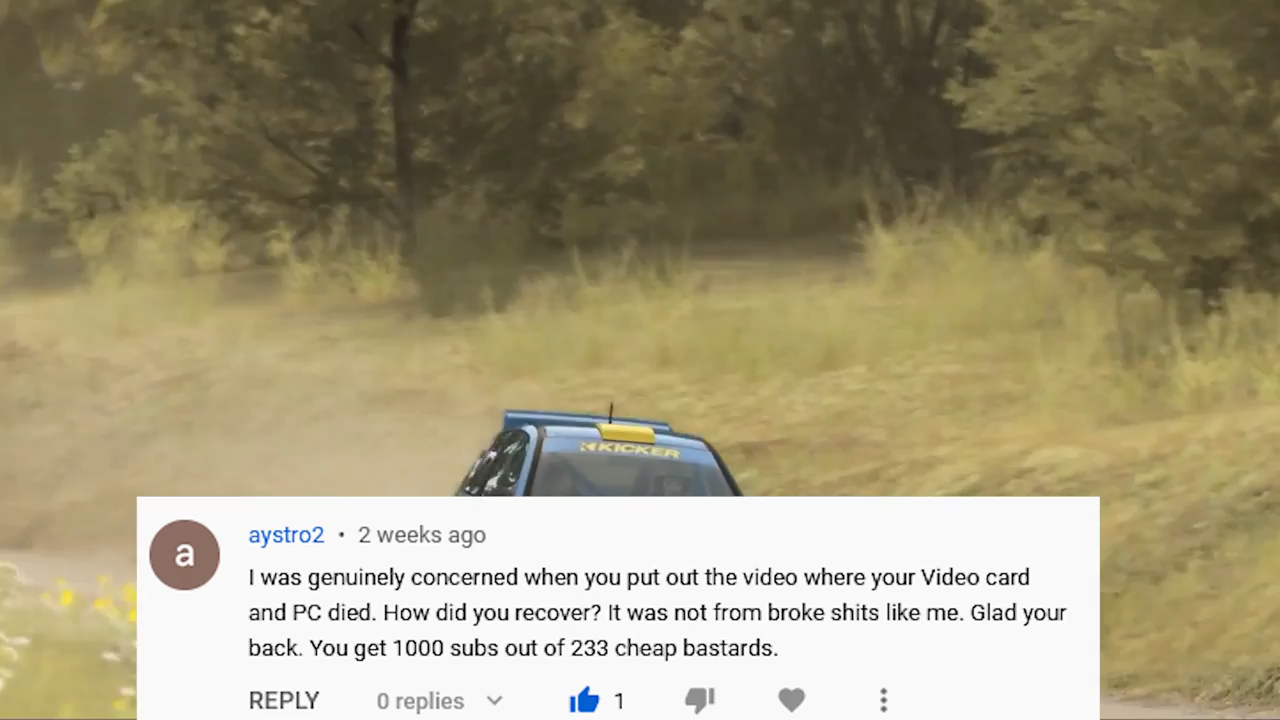 KICKER
a
aystro2 • 2 weeks ago
I was genuinely concerned when you put out the video where your Video card
and PC died. How did you recover? It was not from broke shits like me. Glad your
back. You get 1000 subs out of 233 cheap bastards.
REPLY 0 replies 1